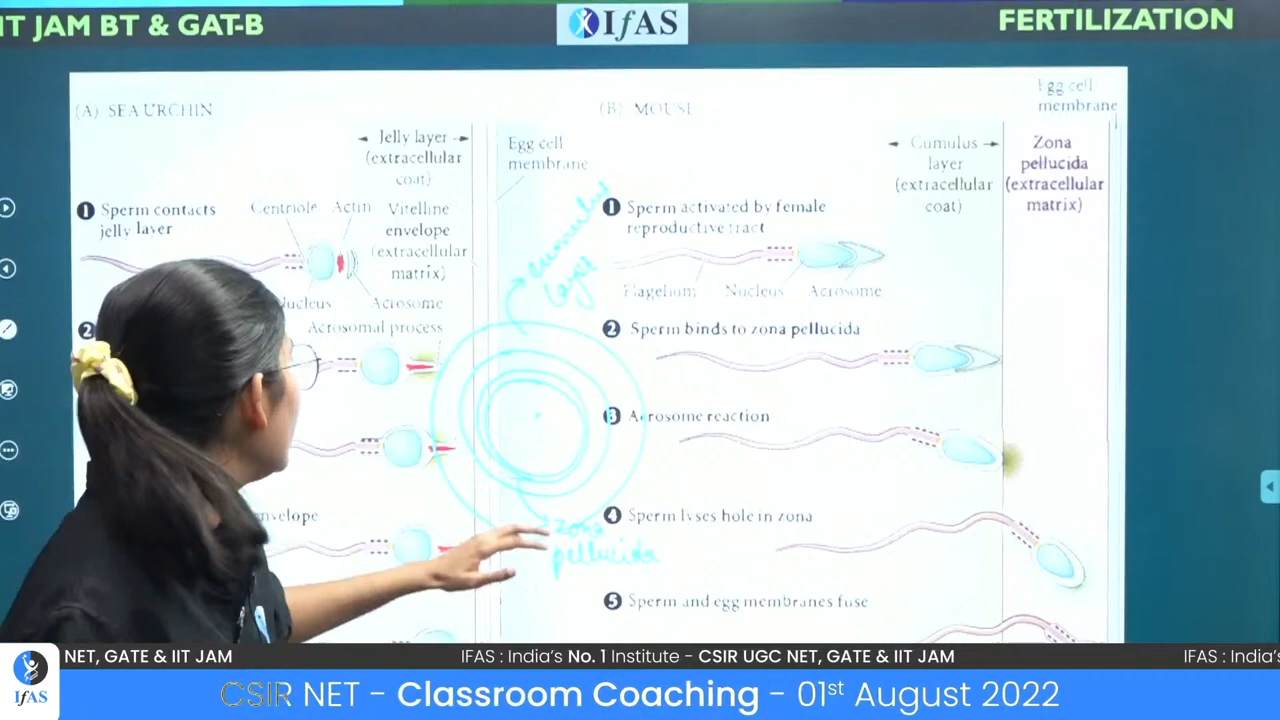 IIT JAM BT & GAT-B
IfAS
FERTILIZATION
(A) SEA URCHIN
Jelly layer
(extracellular
coat)
Egg cell
membrane
1 Sperm contacts
jelly layer
Centriole
Actin
Vitelline
envelope
(extracellular
matrix)
Nucleus
Acrosome
2
Acrosomal process
envelope
(B) MOUSE
Egg cell
membrane
Cumulus
layer
(extracellular
coat)
Zona
pellucida
(extracellular
matrix)
1 Sperm activated by female
reproductive tract
Flagellum
Nucleus
Acrosome
2 Sperm binds to zona pellucida
3 Acrosome reaction
4 Sperm lyses hole in zona
5 Sperm and egg membranes fuse
cumulus
layer
zona
pellucida
NET, GATE & IIT JAM
IFAS : India's No. 1 Institute - CSIR UGC NET, GATE & IIT JAM
IFAS : India's
IfAS
CSIR NET - Classroom Coaching - 01st August 2022